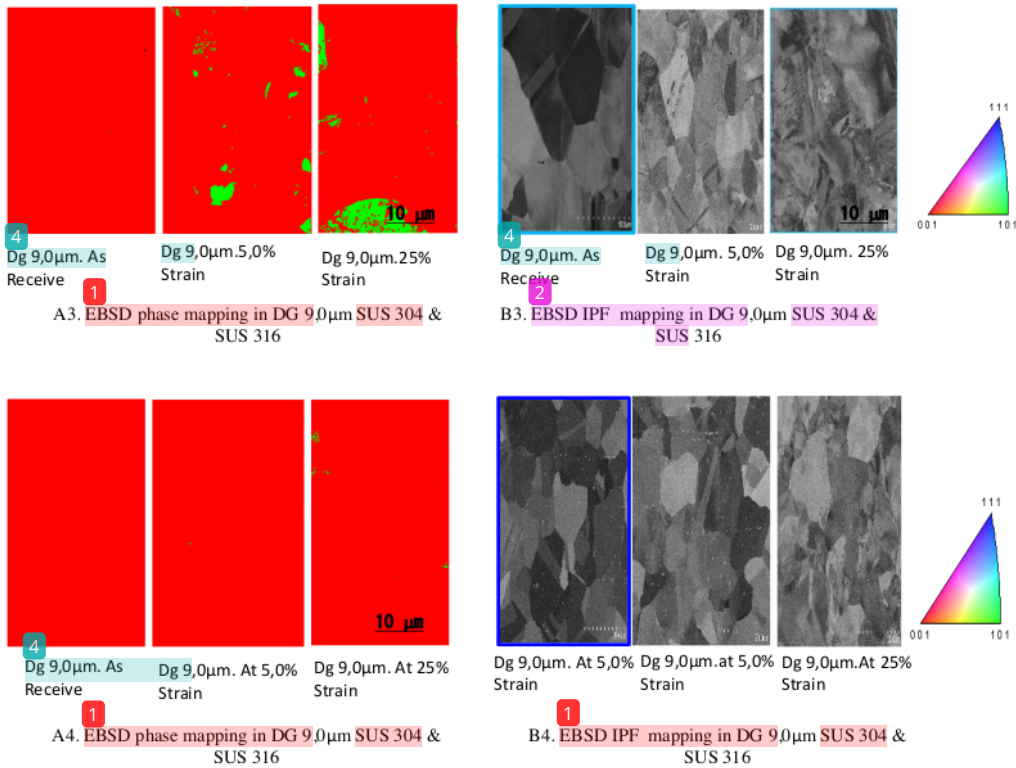 10 μm
4
Dg 9,0μm. As
Receive
Dg 9,0μm.5,0%
Strain
Dg 9,0μm.25%
Strain
1
A3. EBSD phase mapping in DG 9,0μm SUS 304 &
SUS 316
10 μm
111
001
101
4
Dg 9,0μm. As
Receive
Dg 9,0μm. 5,0%
Strain
Dg 9,0μm.25%
Strain
2
B3. EBSD IPF mapping in DG 9,0μm SUS 304 &
SUS 316
10 μm
4
Dg 9,0μm. As
Receive
Dg 9,0μm. At 5,0%
Strain
Dg 9,0μm. At 25%
Strain
1
A4. EBSD phase mapping in DG 9,0μm SUS 304 &
SUS 316
111
001
101
Dg 9,0μm. At 5,0%
Strain
Dg 9,0μm.at 5,0%
Strain
Dg 9,0μm.At 25%
Strain
1
B4. EBSD IPF mapping in DG 9,0μm SUS 304 &
SUS 316